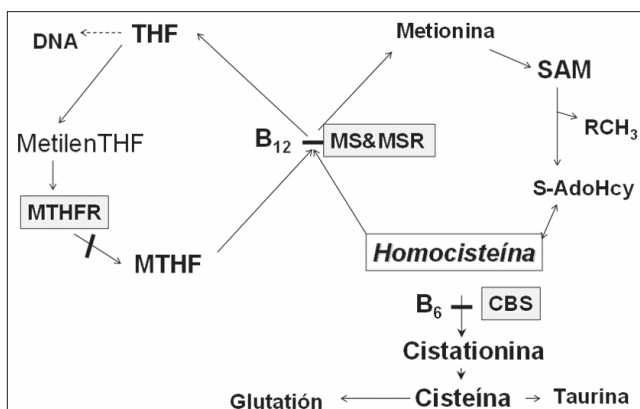 DNA
THF
Metionina
SAM
RCH₃
MetilenTHF
B₁₂
MS&MSR
S-AdoHcy
MTHFR
MTHF
Homocisteína
B₆
CBS
Cistationina
Glutatión
Cisteína
Taurina